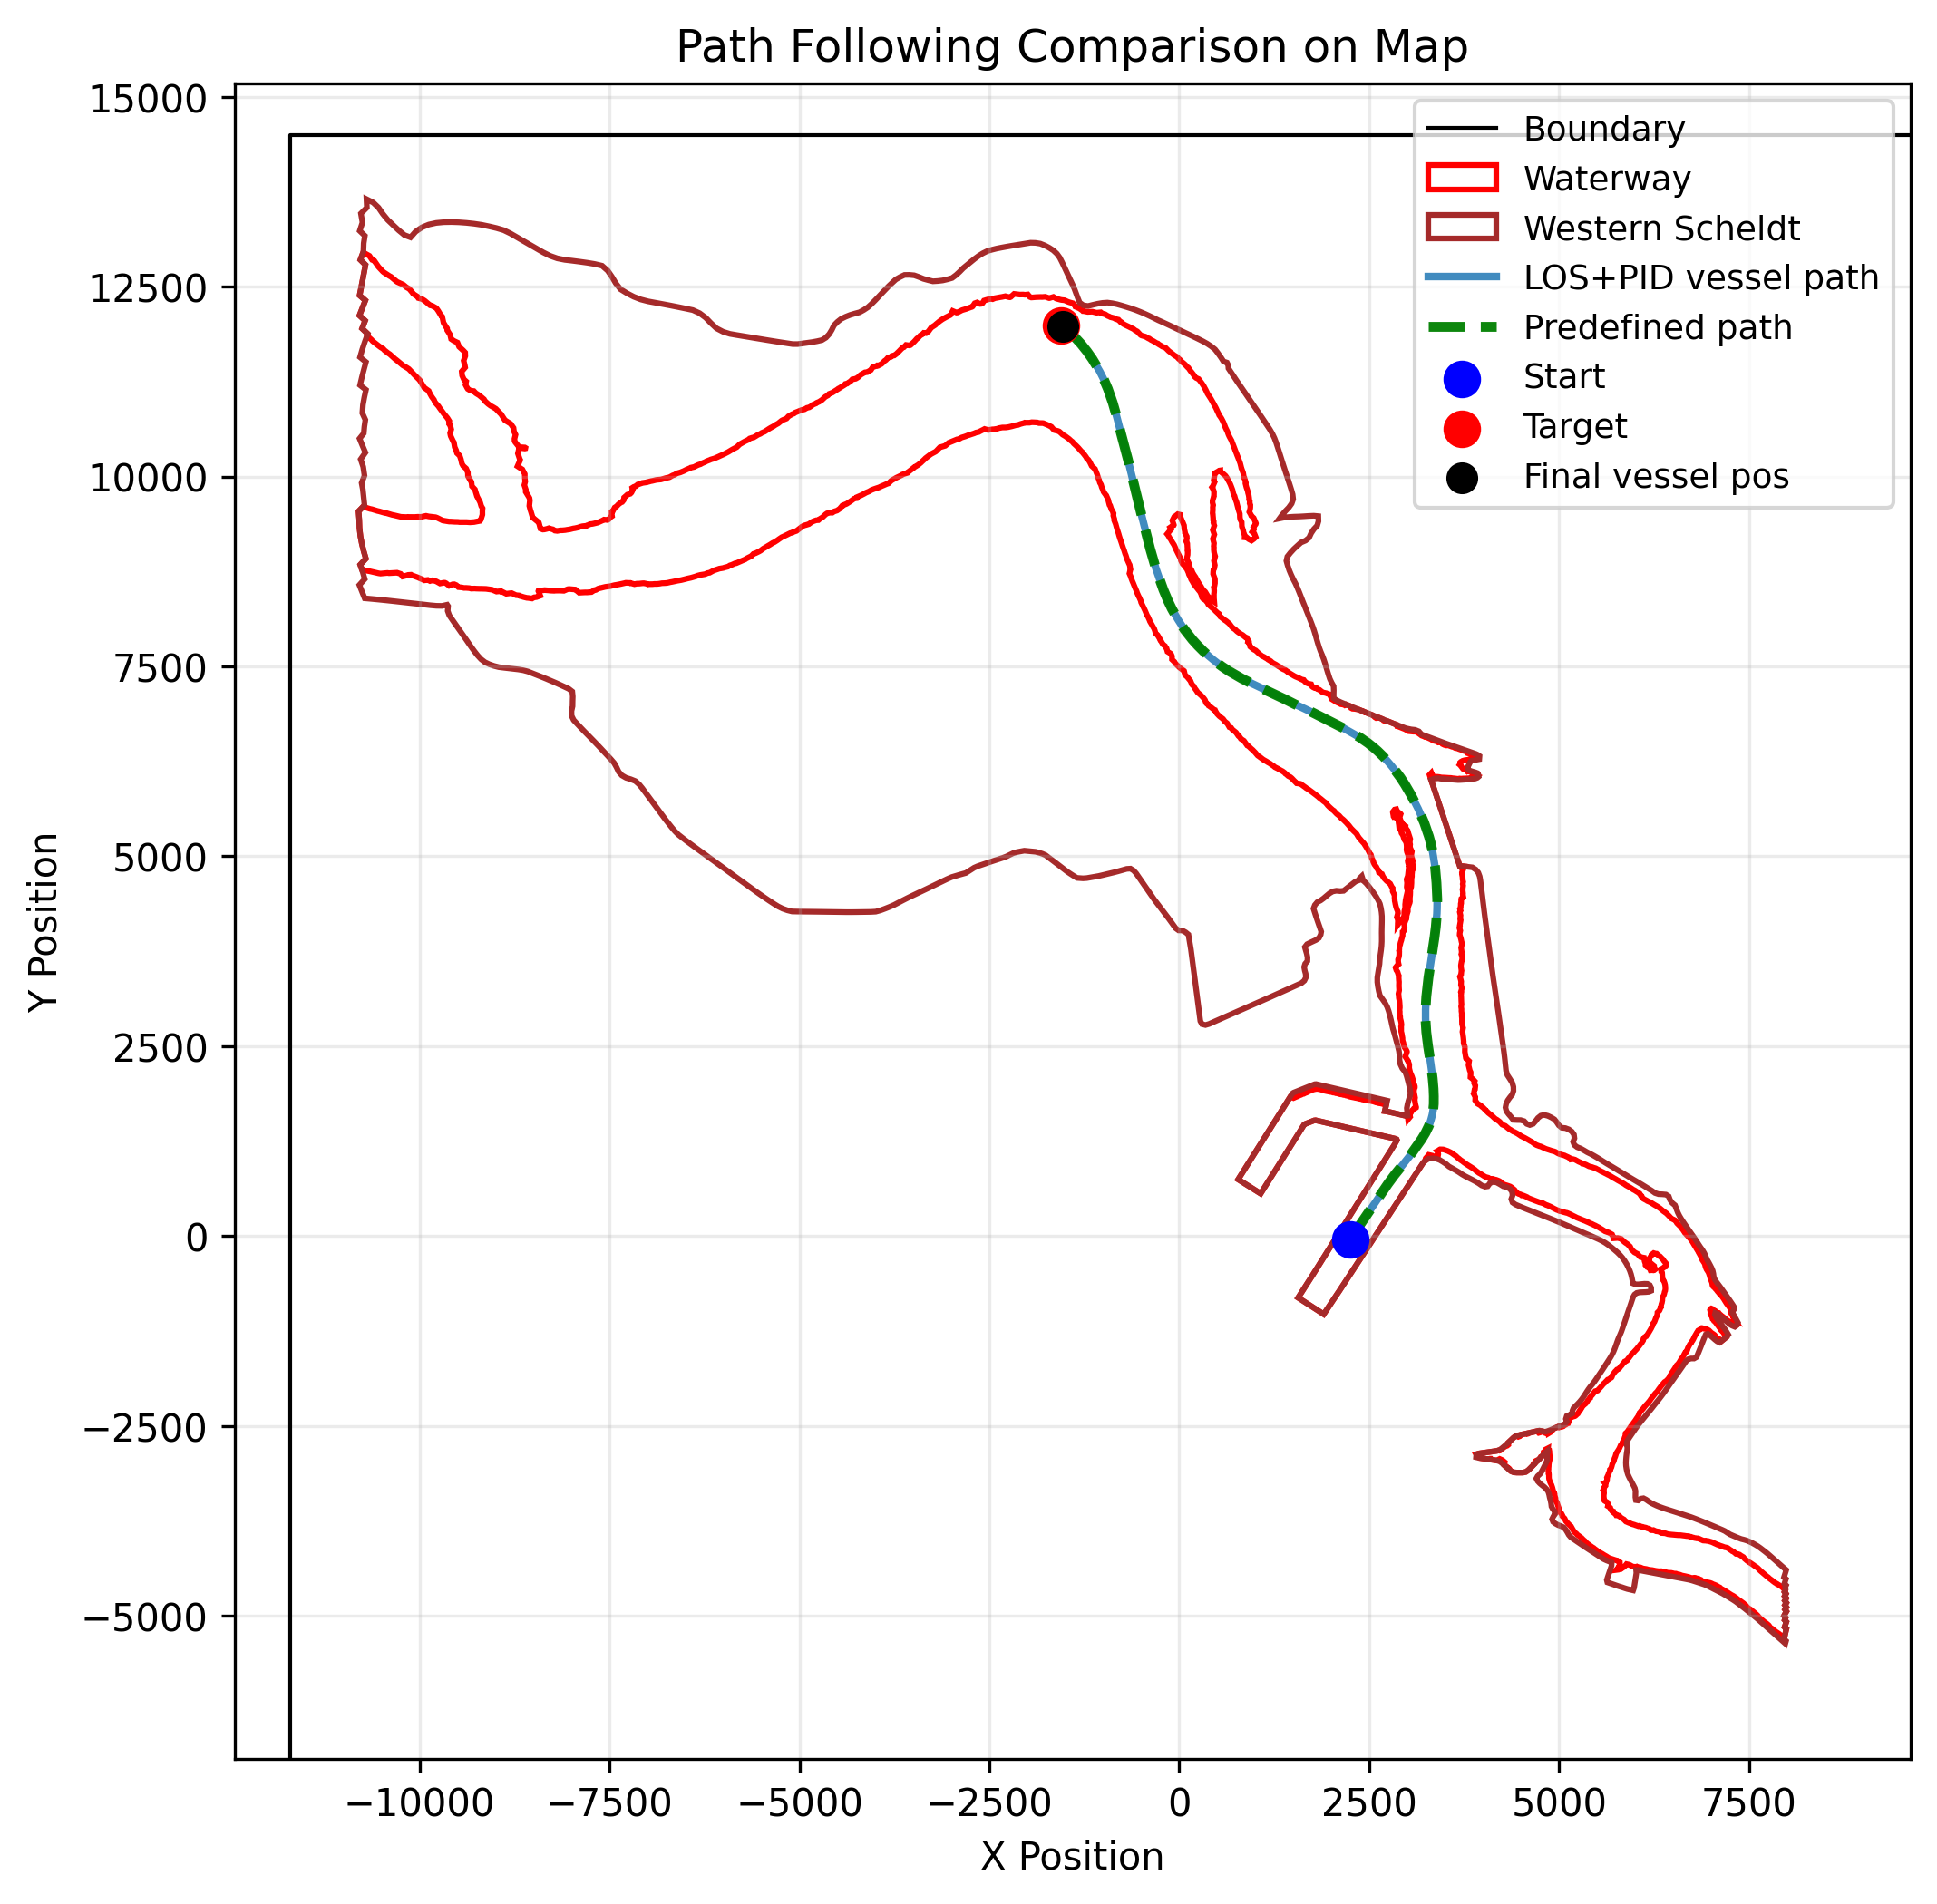 Path Following Comparison on Map
15000
12500
10000
7500
5000
2500
0
−2500
−5000
Y Position
Boundary
Waterway
Western Scheldt
LOS+PID vessel path
Predefined path
Start
Target
Final vessel pos
−10000 −7500 −5000 −2500 0 2500 5000 7500
X Position